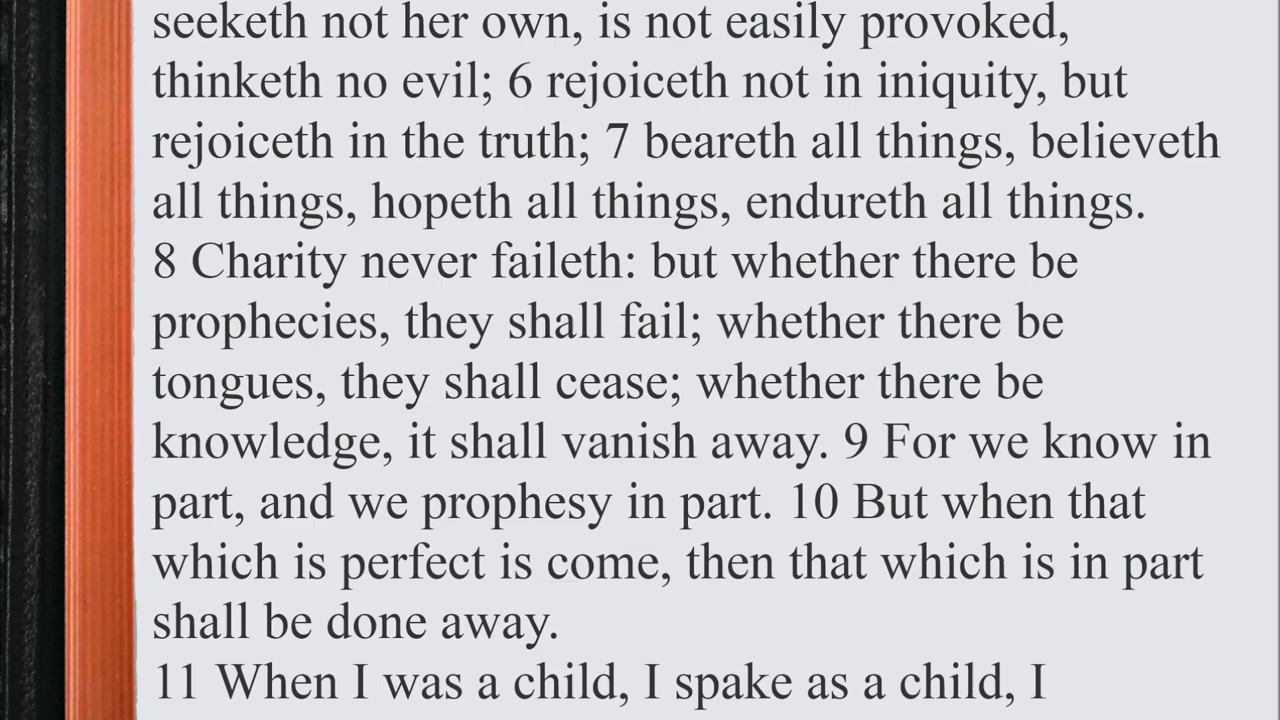 seeketh not her own, is not easily provoked,
thinketh no evil; 6 rejoiceth not in iniquity, but
rejoiceth in the truth; 7 beareth all things, believeth
all things, hopeth all things, endureth all things.
8 Charity never faileth: but whether there be
prophecies, they shall fail; whether there be
tongues, they shall cease; whether there be
knowledge, it shall vanish away. 9 For we know in
part, and we prophesy in part. 10 But when that
which is perfect is come, then that which is in part
shall be done away.
11 When I was a child, I spake as a child, I